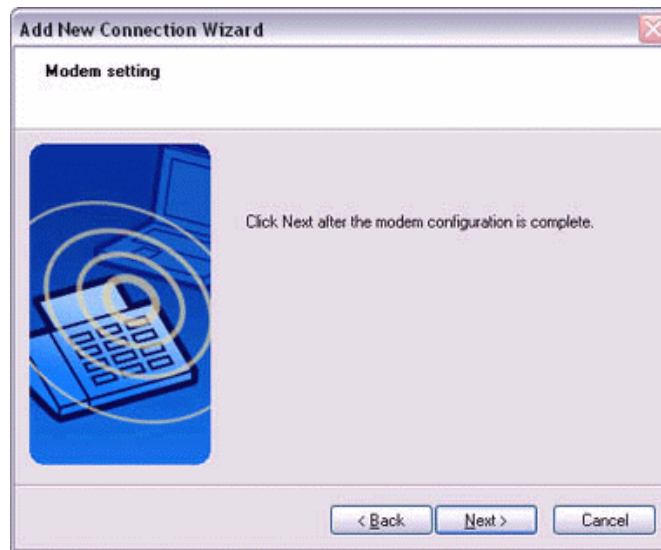 Add New Connection Wizard
Modem setting
Click Next after the modem configuration is complete.
< Back
Next >
Cancel